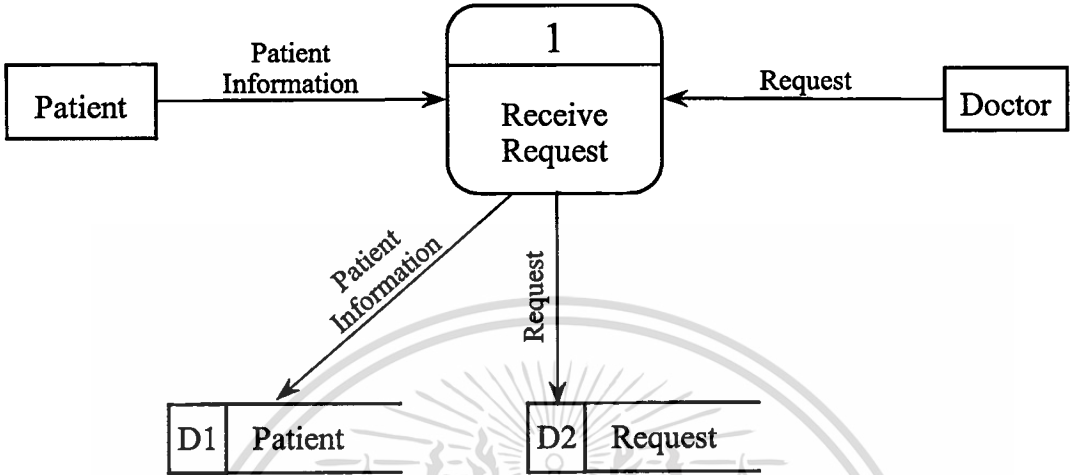 1
Patient
Information
Request
Patient
Receive
Request
Doctor
Patient
Information
Request
D1 Patient
D2 Request